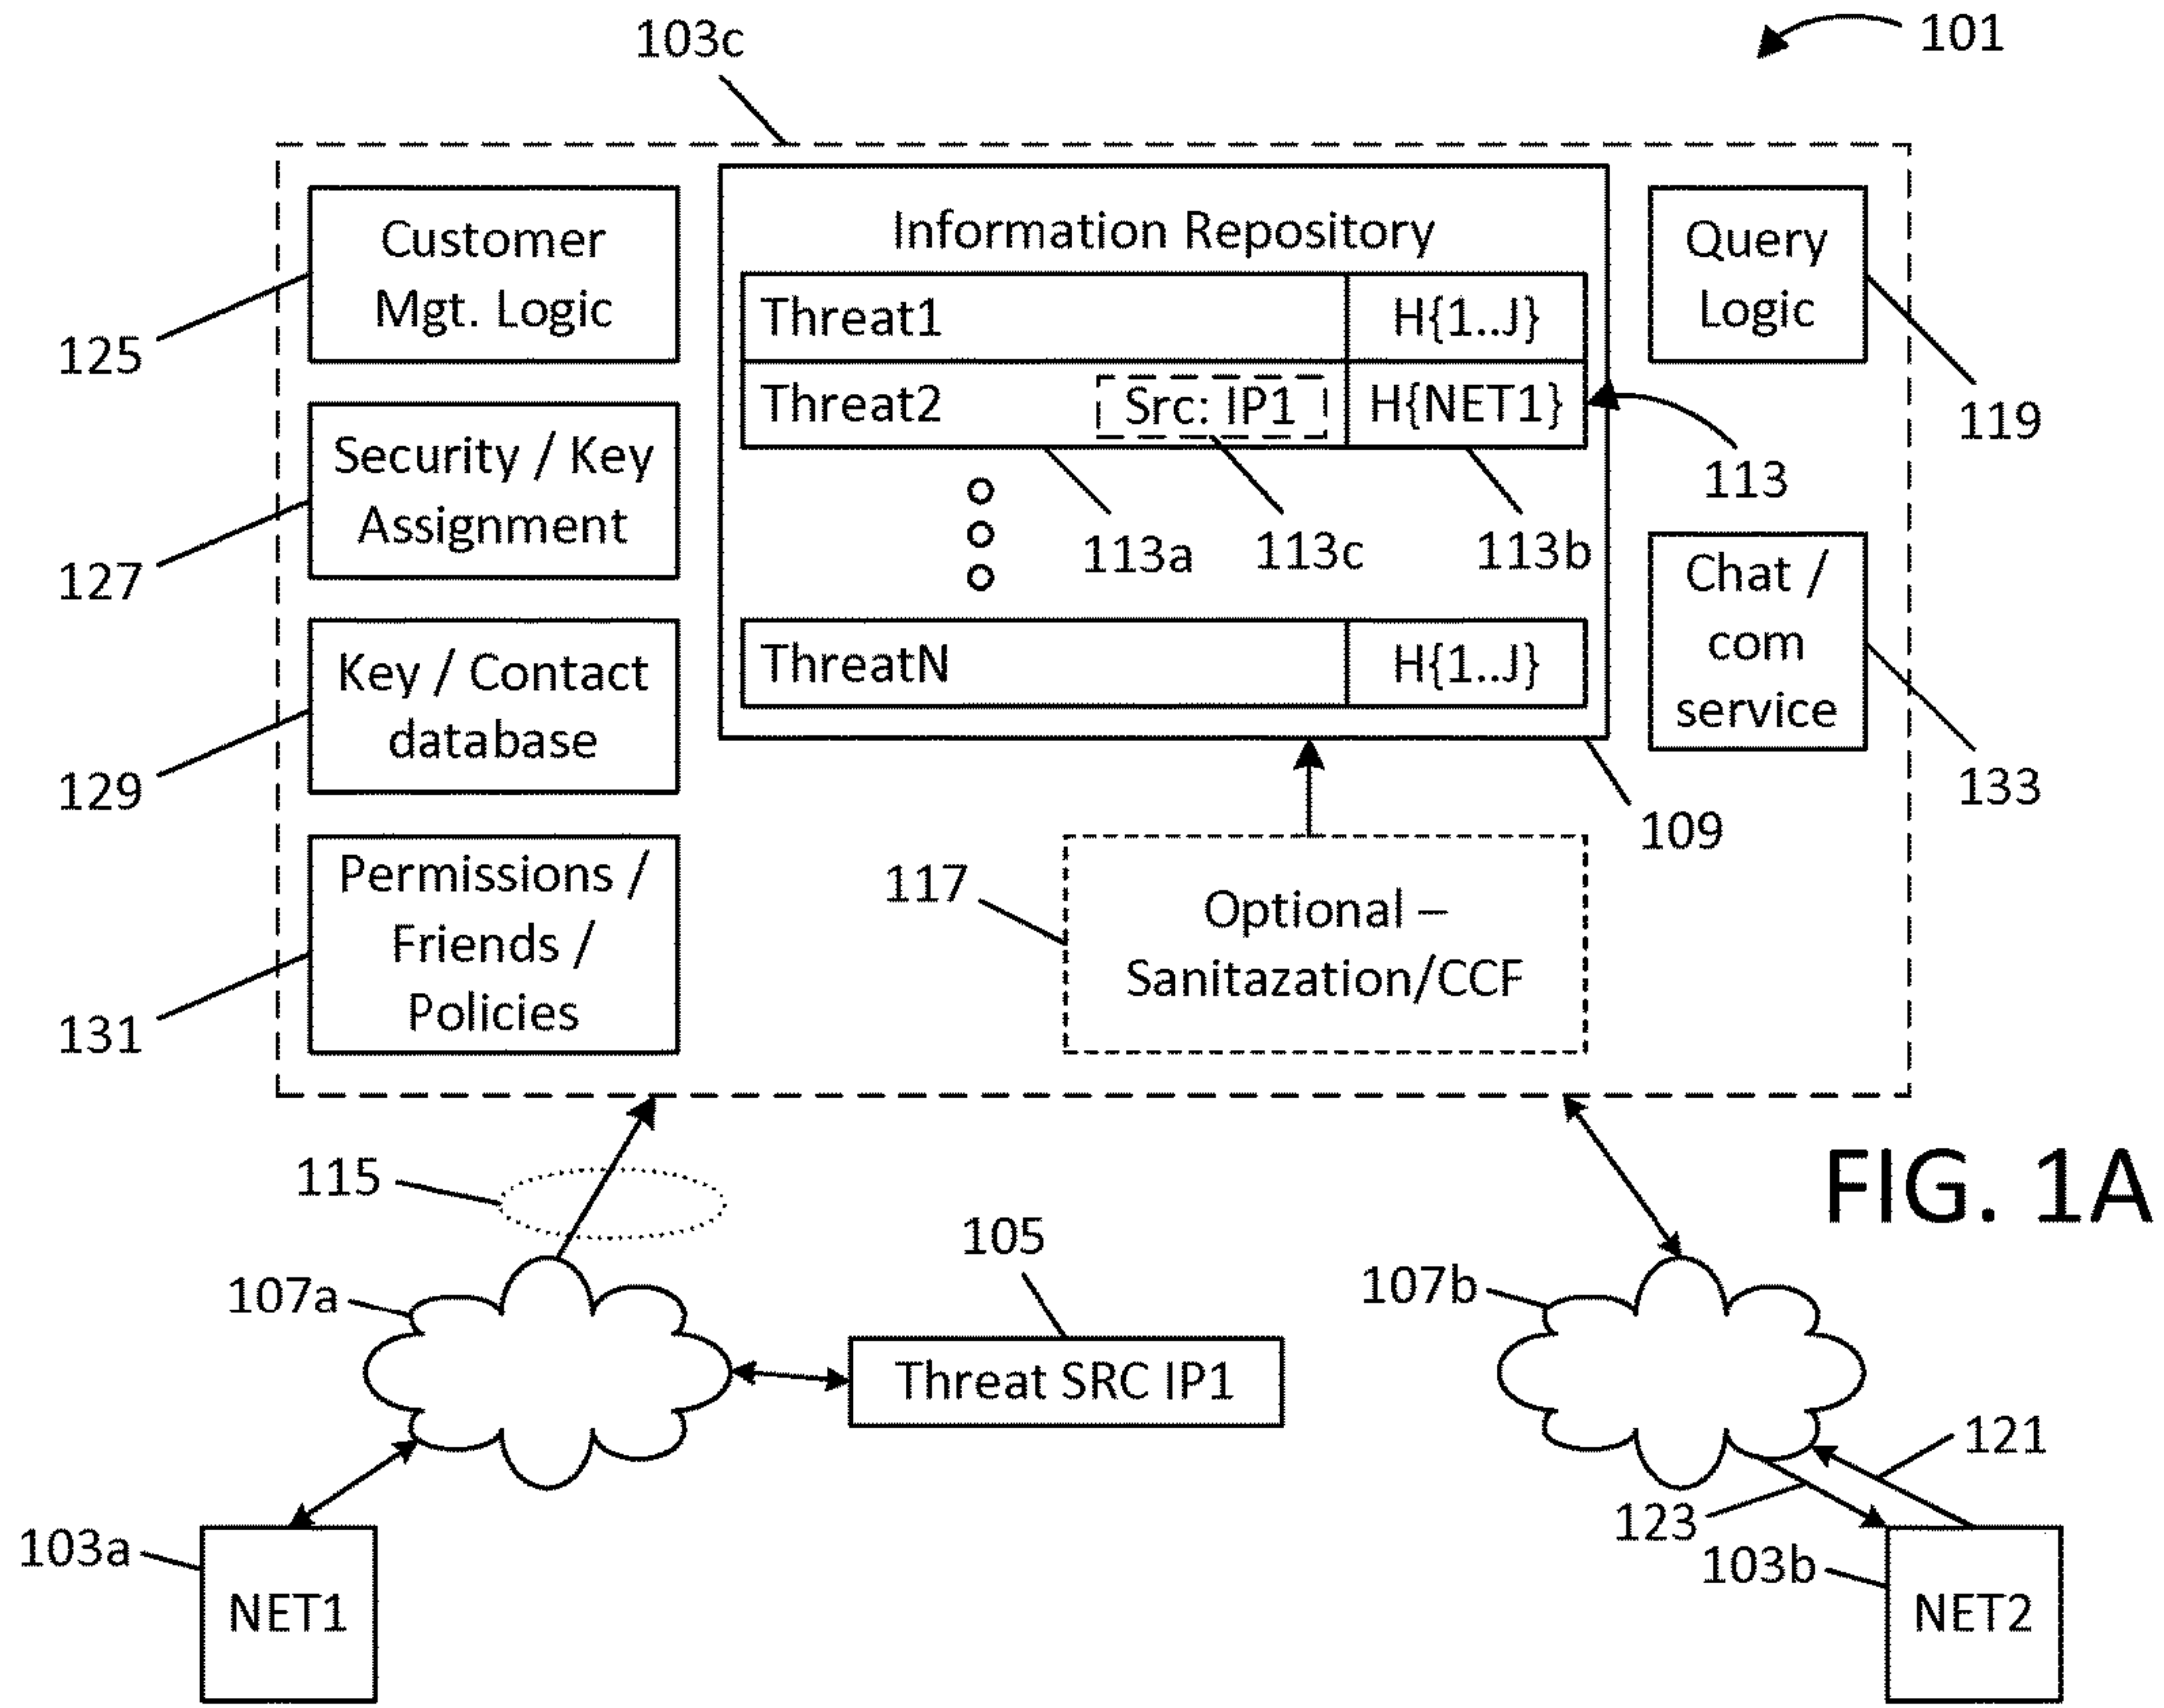 103c
101
Customer
Mgt. Logic
125
Security / Key
Assignment
127
Key / Contact
database
129
Permissions /
Friends /
Policies
131
Information Repository
Threat1
H{1..J}
Threat2
Src: IP1
H{NET1}
113a
113c
113b
113
ThreatN
H{1..J}
109
Query
Logic
119
Chat /
com
service
133
117
Optional –
Sanitazation/CCF
115
107a
105
Threat SRC IP1
107b
FIG. 1A
121
123
103a
NET1
103b
NET2